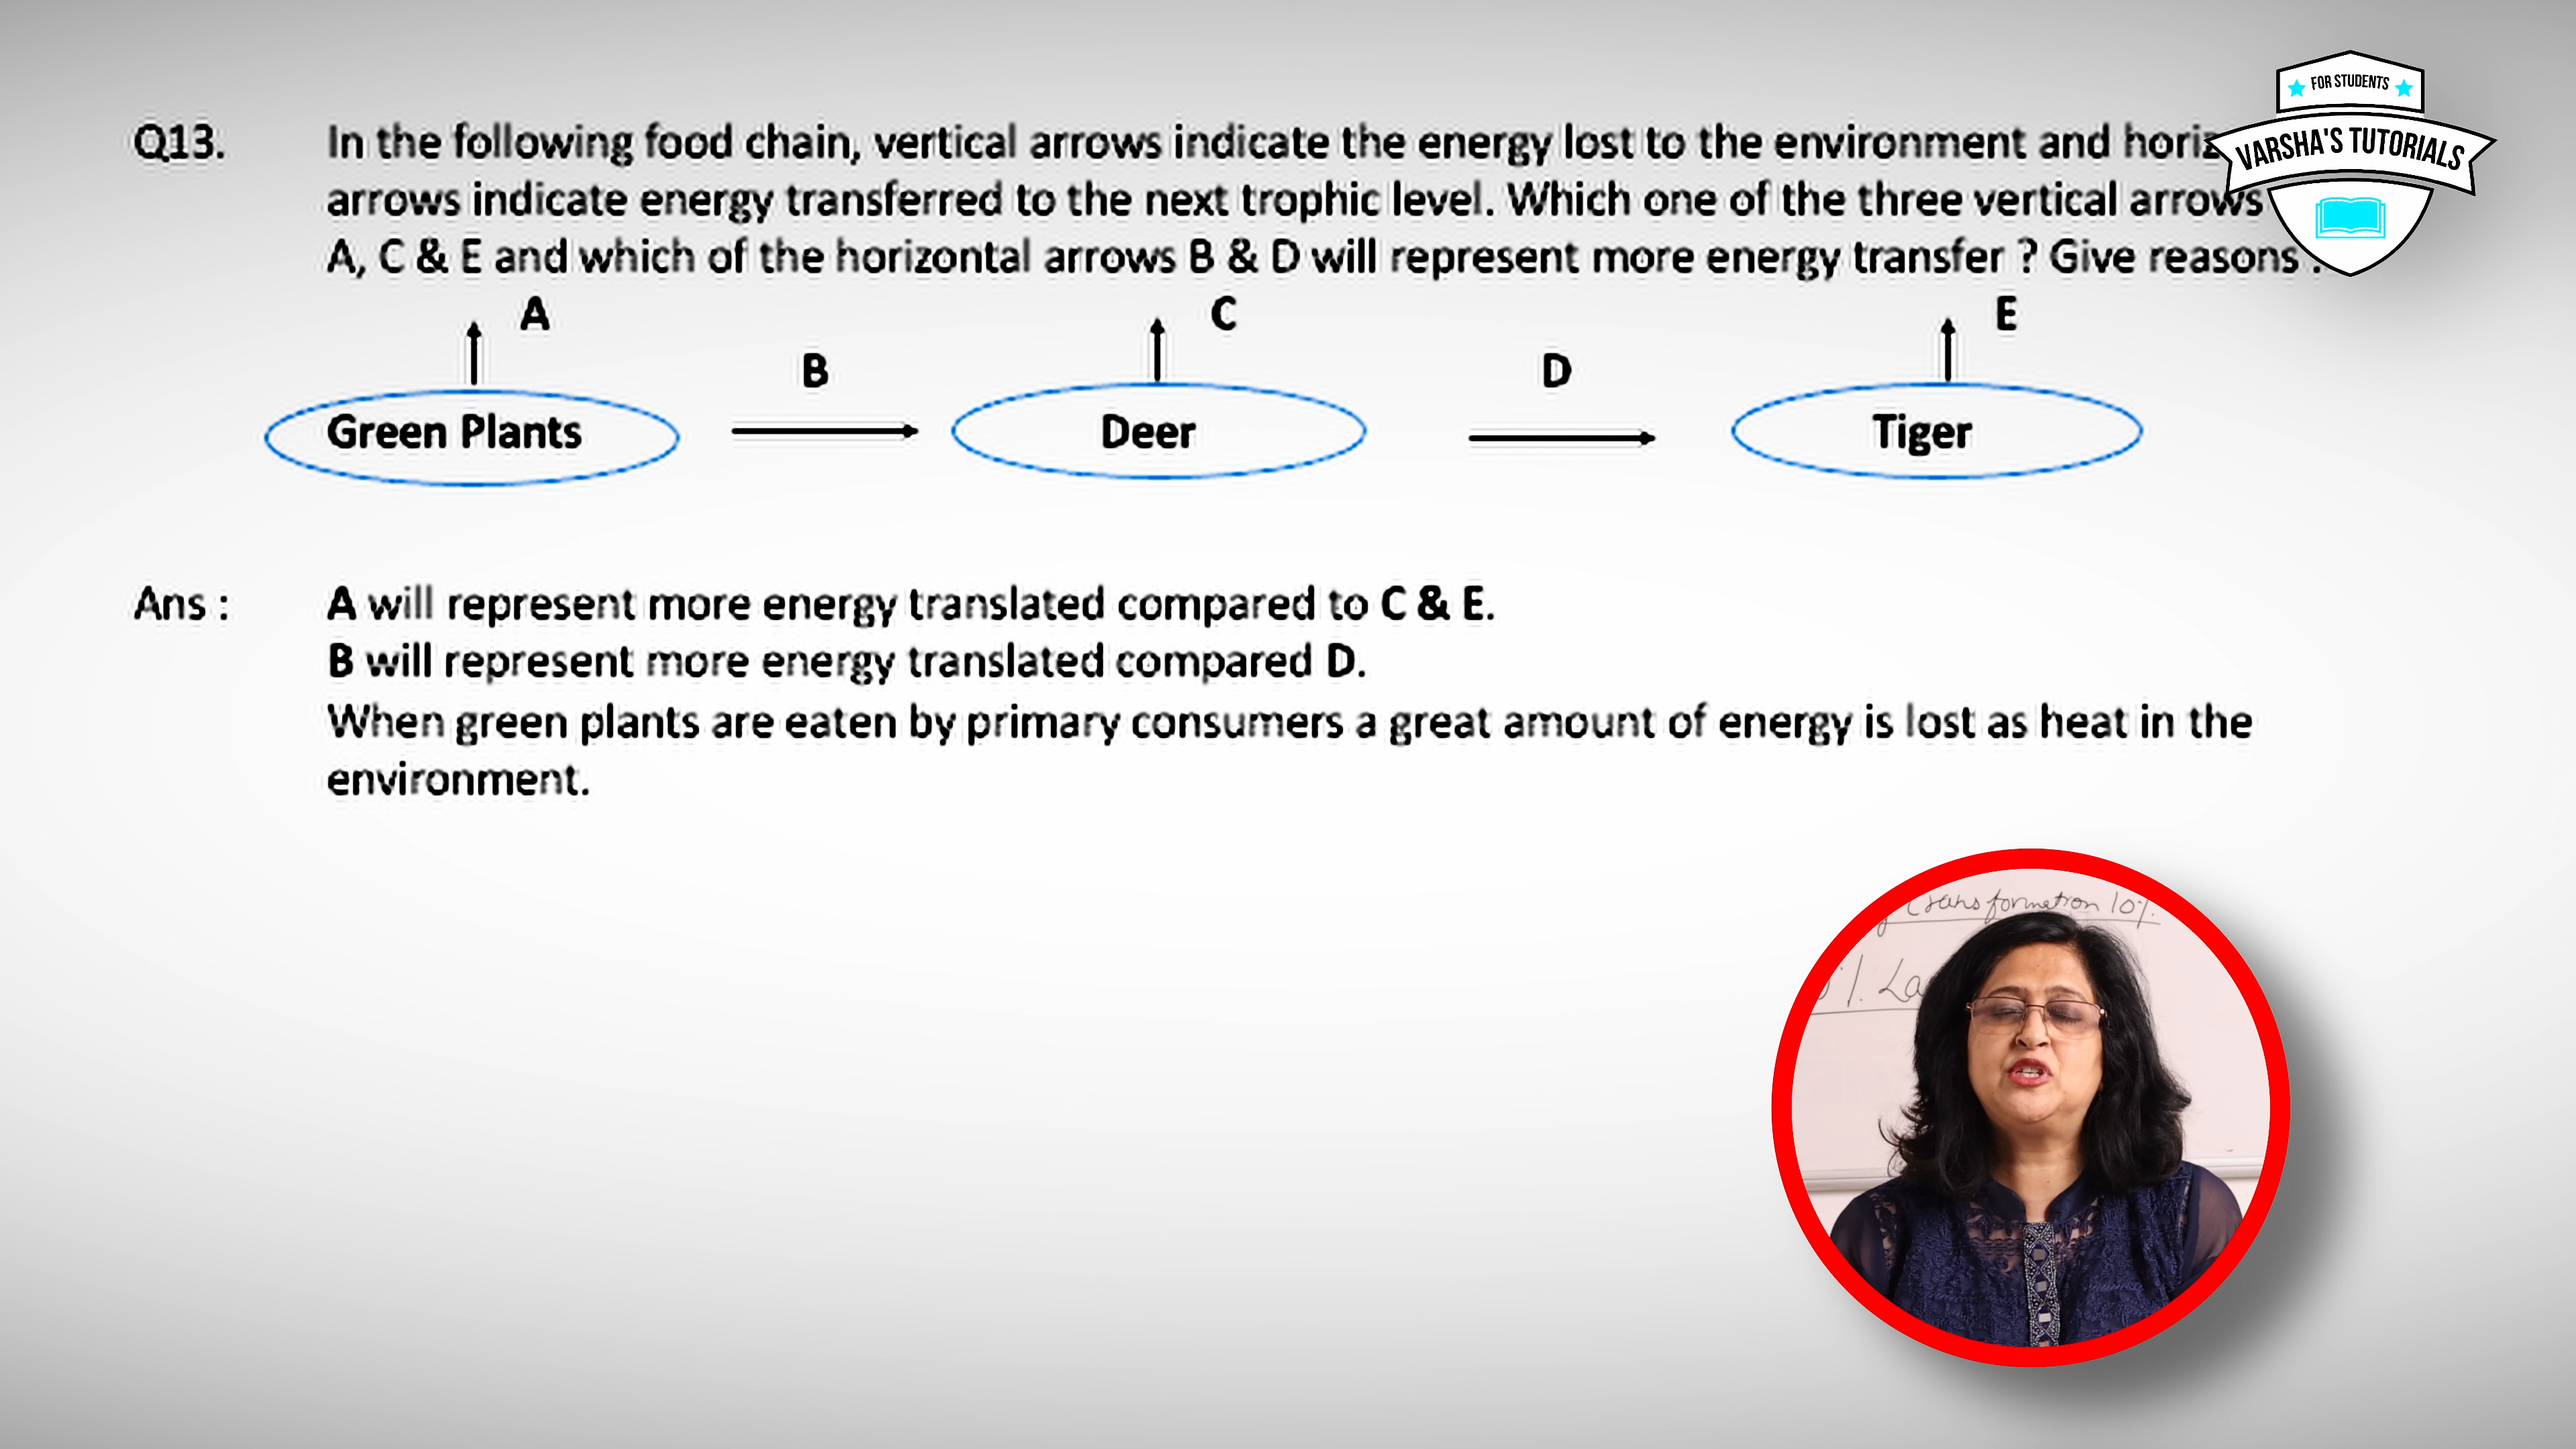 FOR STUDENTS
VARSHA'S TUTORIALS
Q13. In the following food chain, vertical arrows indicate the energy lost to the environment and
arrows indicate energy transferred to the next trophic level. Which one of the three vertical arrows
A, C & E and which of the horizontal arrows B & D will represent more energy transfer ? Give reasons .
A C E
B D
Green Plants Deer Tiger
Ans : A will represent more energy translated compared to C & E.
B will represent more energy translated compared D.
When green plants are eaten by primary consumers a great amount of energy is lost as heat in the
environment.
10%